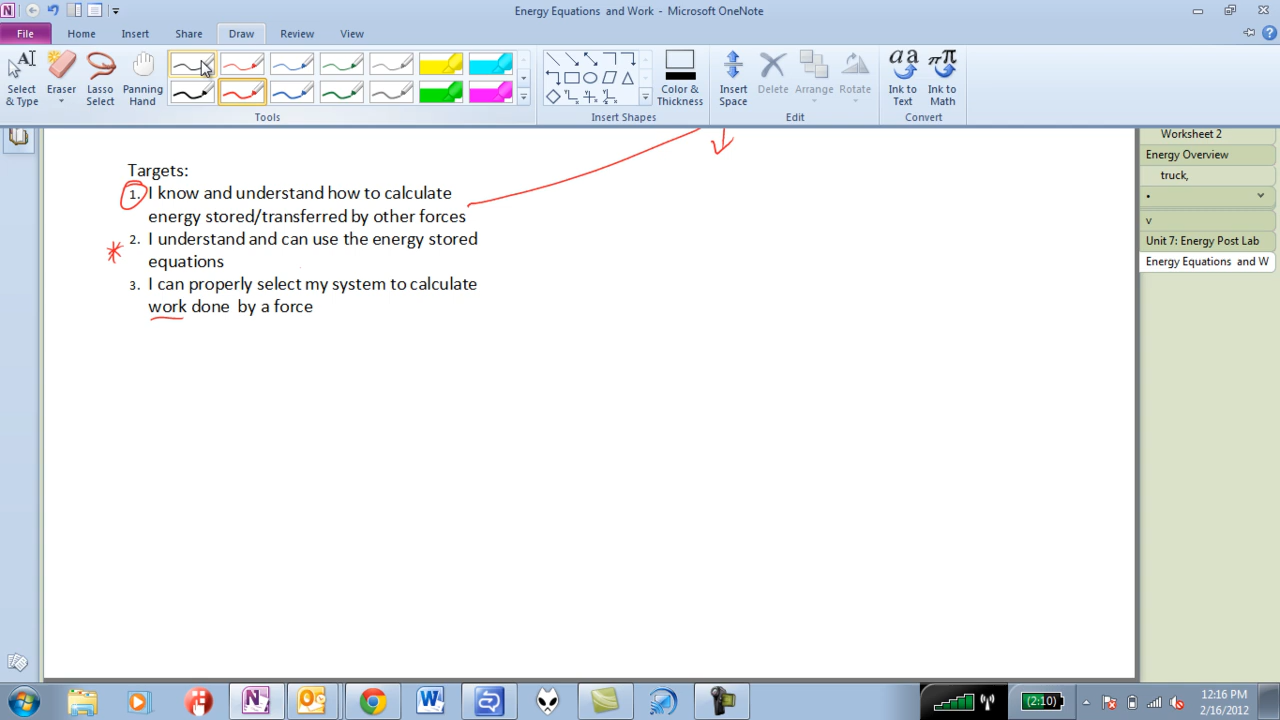 Energy Equations and Work - Microsoft OneNote
File Home Insert Share Draw Review View
Select & Type
Eraser
Lasso Select
Panning Hand
Color & Thickness
Insert Space
Delete
Arrange
Rotate
Ink to Text
Ink to Math
Tools
Insert Shapes
Edit
Convert
Targets:
1. I know and understand how to calculate
energy stored/transferred by other forces
2. I understand and can use the energy stored
equations
3. I can properly select my system to calculate
work done by a force
Worksheet 2
Energy Overview
truck,
v
Unit 7: Energy Post Lab
Energy Equations and W
(2:10)
12:16 PM
2/16/2012